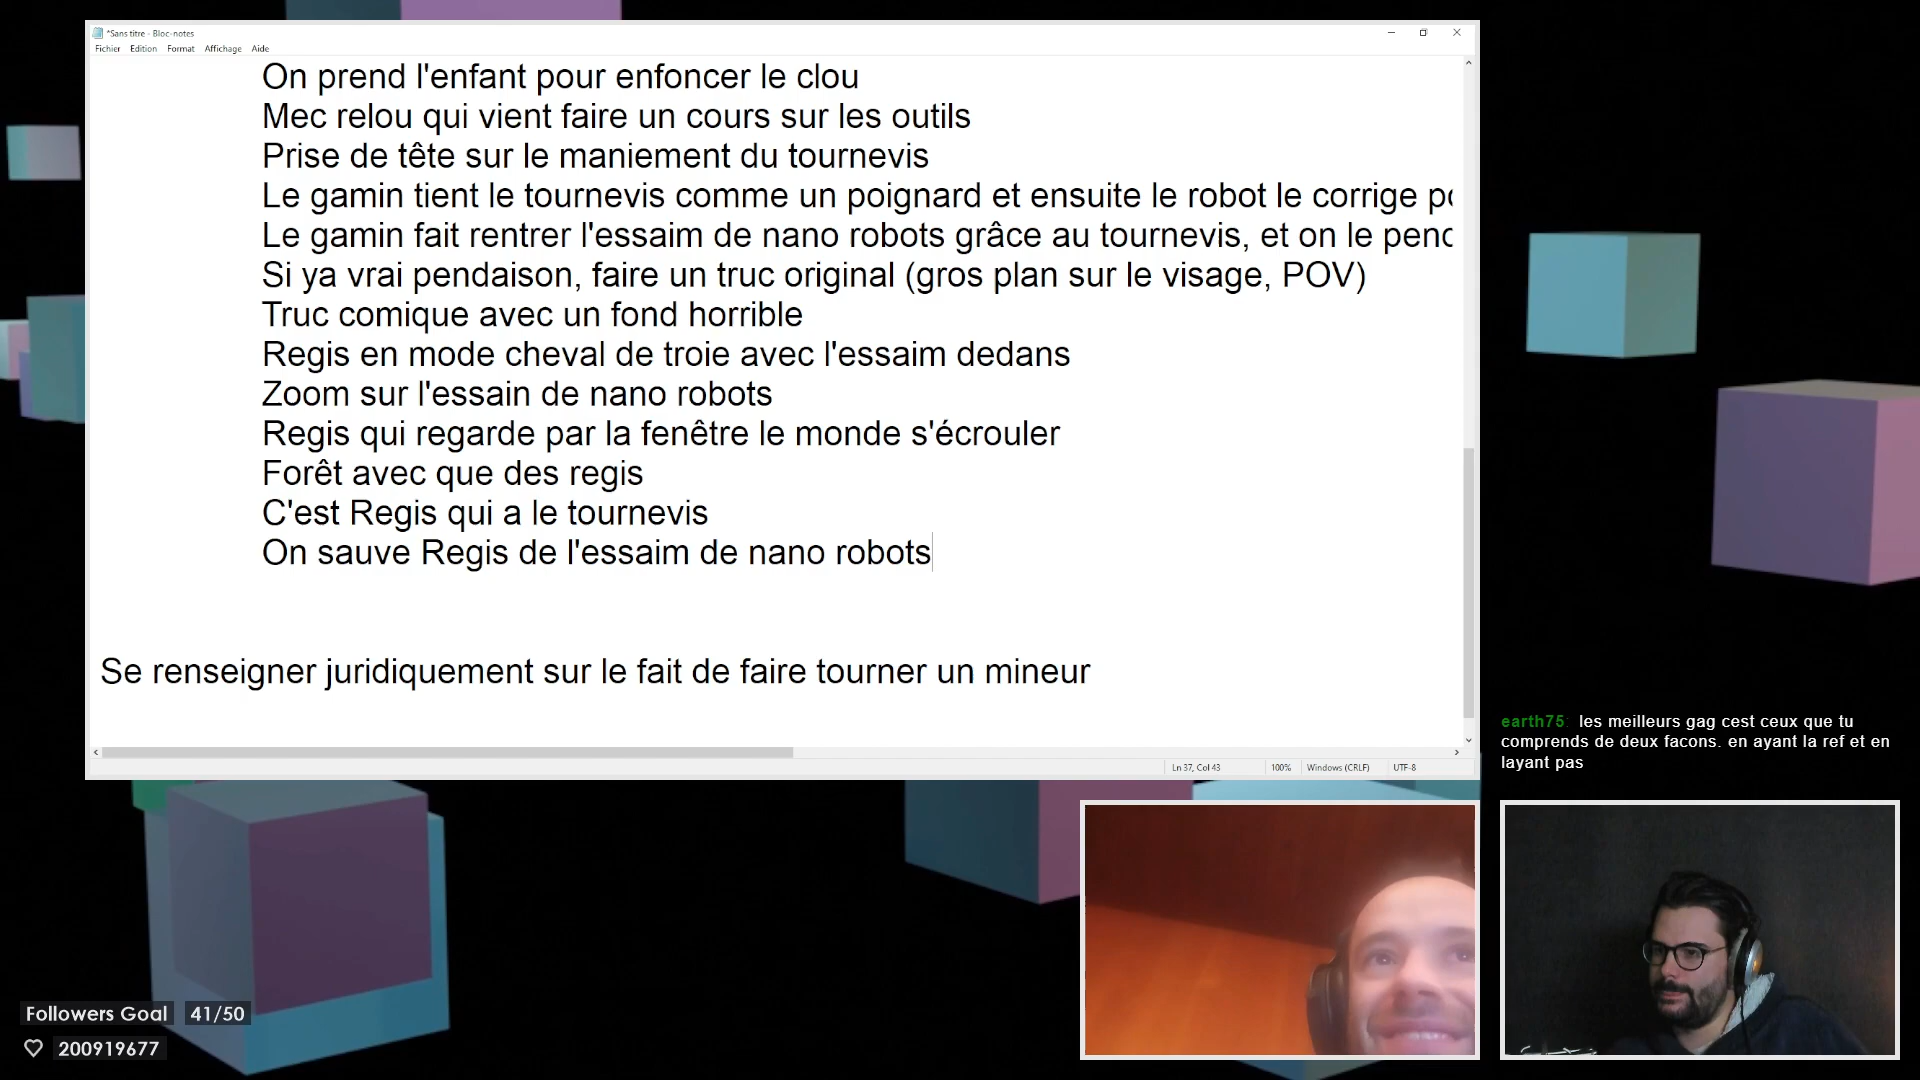 *Sans titre - Bloc-notes
Fichier Edition Format Affichage Aide
On prend l'enfant pour enfoncer le clou
Mec relou qui vient faire un cours sur les outils
Prise de tête sur le maniement du tournevis
Le gamin tient le tournevis comme un poignard et ensuite le robot le corrige
Le gamin fait rentrer l'essaim de nano robots grâce au tournevis, et on le
Si ya vrai pendaison, faire un truc original (gros plan sur le visage, POV)
Truc comique avec un fond horrible
Regis en mode cheval de troie avec l'essaim dedans
Zoom sur l'essain de nano robots
Regis qui regarde par la fenêtre le monde s'écrouler
Forêt avec que des regis
C'est Regis qui a le tournevis
On sauve Regis de l'essaim de nano robots
Se renseigner juridiquement sur le fait de faire tourner un mineur
Ln 37, Col 43 100% Windows (CRLF) UTF-8
earth75: les meilleurs gag cest ceux que tu
comprends de deux facons. en ayant la ref et en
layant pas
Followers Goal 41/50
200919677